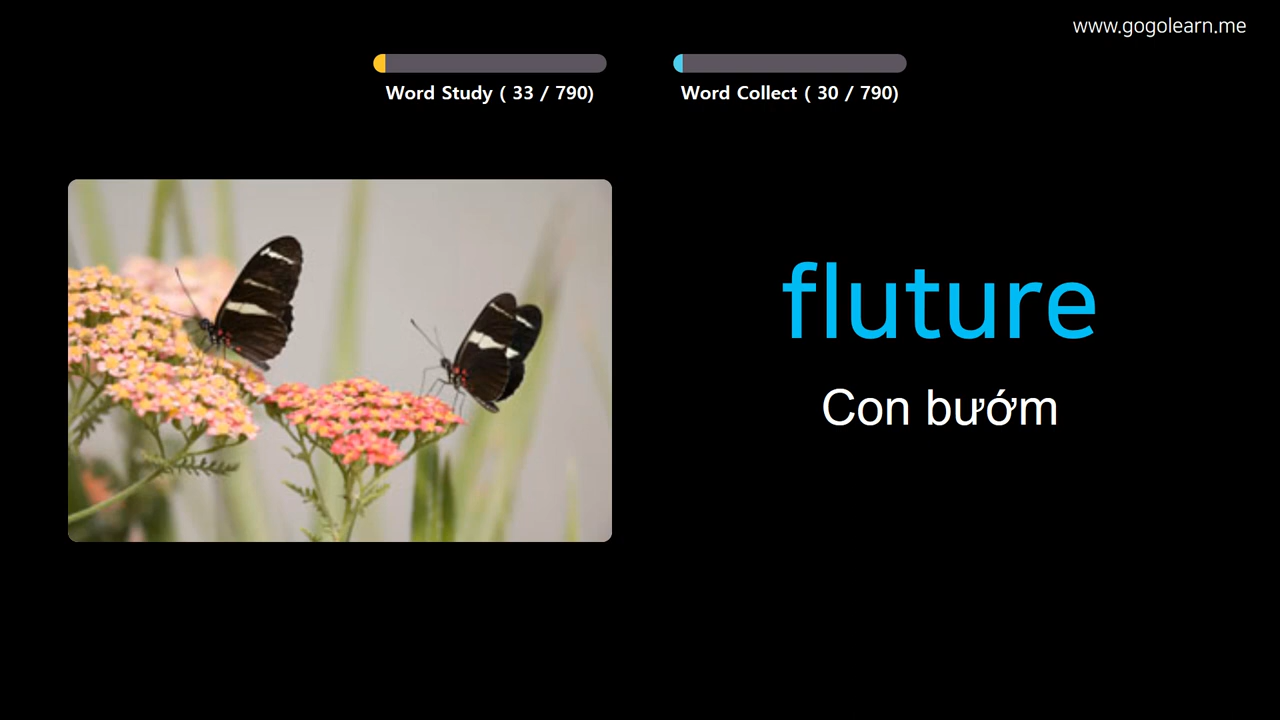 www.gogolearn.me
Word Study ( 33 / 790)
Word Collect ( 30 / 790)
fluture
Con bướm